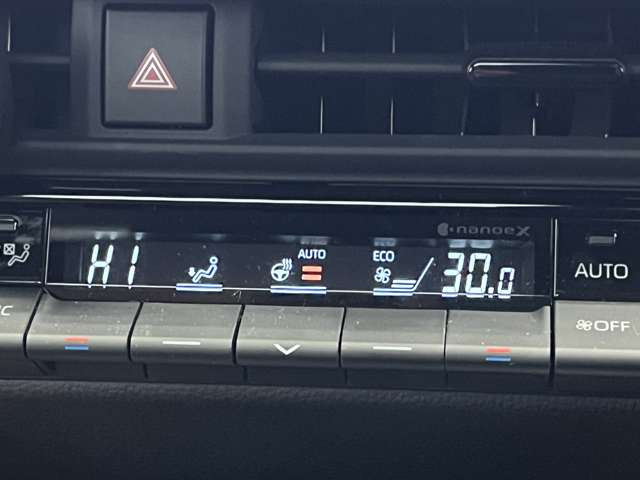 nanoeX
HI
AUTO
ECO
30.0
AUTO
OFF